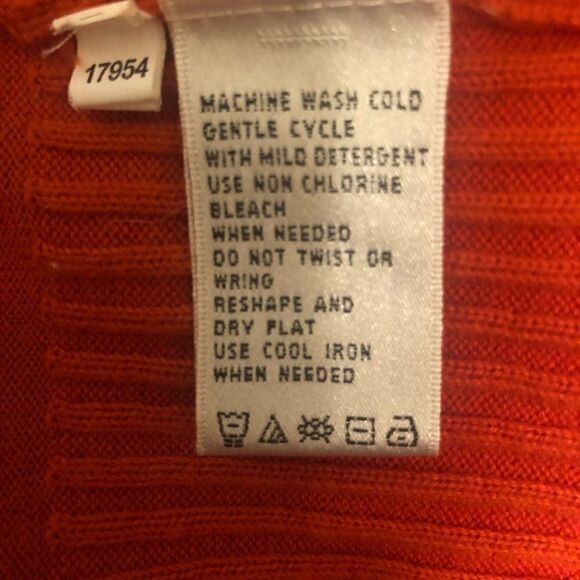 17954
MACHINE WASH COLD
GENTLE CYCLE
WITH MILD DETERGENT
USE NON CHLORINE
BLEACH
WHEN NEEDED
DO NOT TWIST OR
WRING
RESHAPE AND
DRY FLAT
USE COOL IRON
WHEN NEEDED